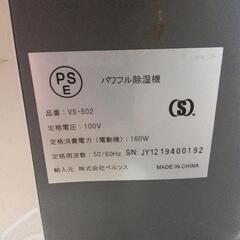 PS
E
パワフル除湿機
(S)
品番：VS-502
定格電圧：100V
定格消費電力（電動機）：160W
定格周波数：50/60Hz S/N: JY1219400192
輸入元 株式会社ベルソス MADE IN CHINA